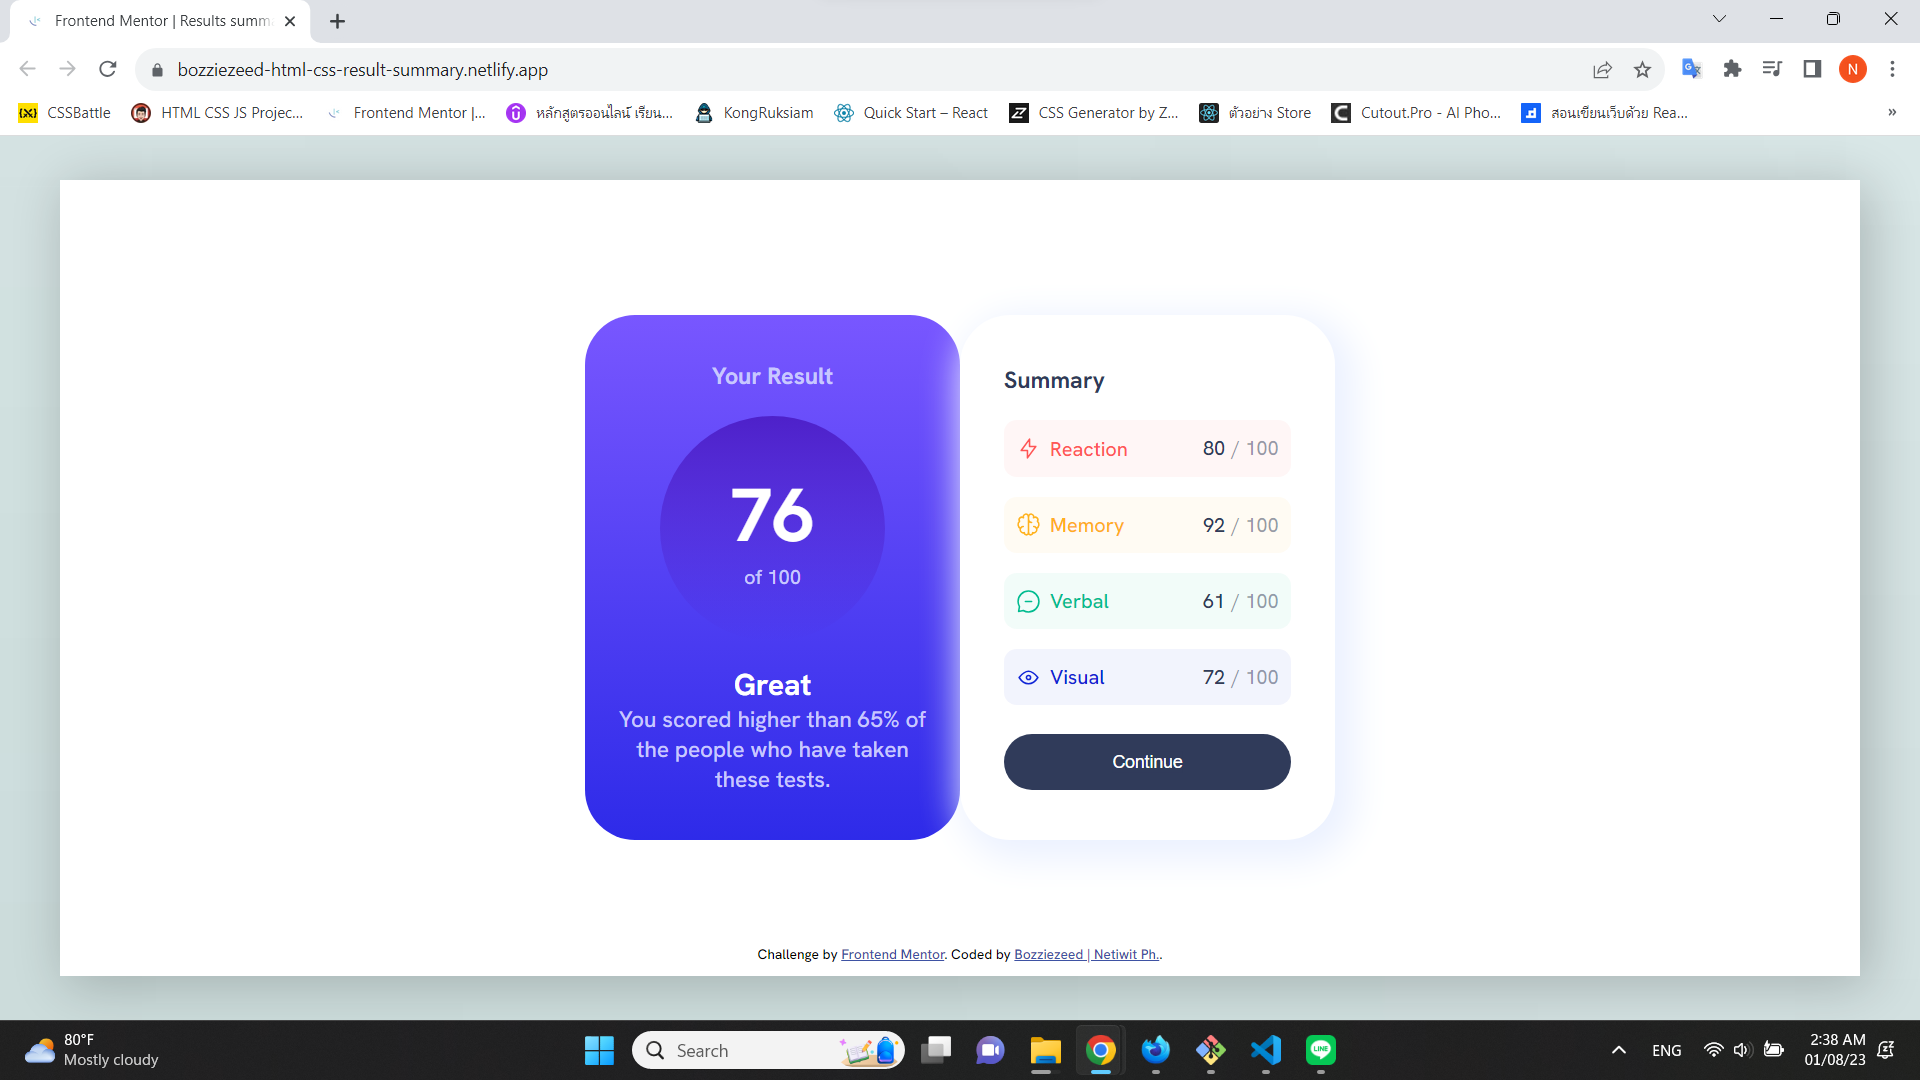 Frontend Mentor | Results summ
bozziezeed-html-css-result-summary.netlify.app
N
CSSBattle
HTML CSS JS Projec...
Frontend Mentor |...
หลักสูตรออนไลน์ เรียน...
KongRuksiam
Quick Start – React
CSS Generator by Z...
ตัวอย่าง Store
Cutout.Pro - AI Pho...
สอนเขียนเว็บด้วย Rea...
»
Your Result
76
of 100
Great
You scored higher than 65% of
the people who have taken
these tests.
Summary
Reaction 80 / 100
Memory 92 / 100
Verbal 61 / 100
Visual 72 / 100
Continue
Challenge by Frontend Mentor. Coded by Bozziezeed | Netiwit Ph..
80°F
Mostly cloudy
Search
LINE
ENG
2:38 AM
01/08/23